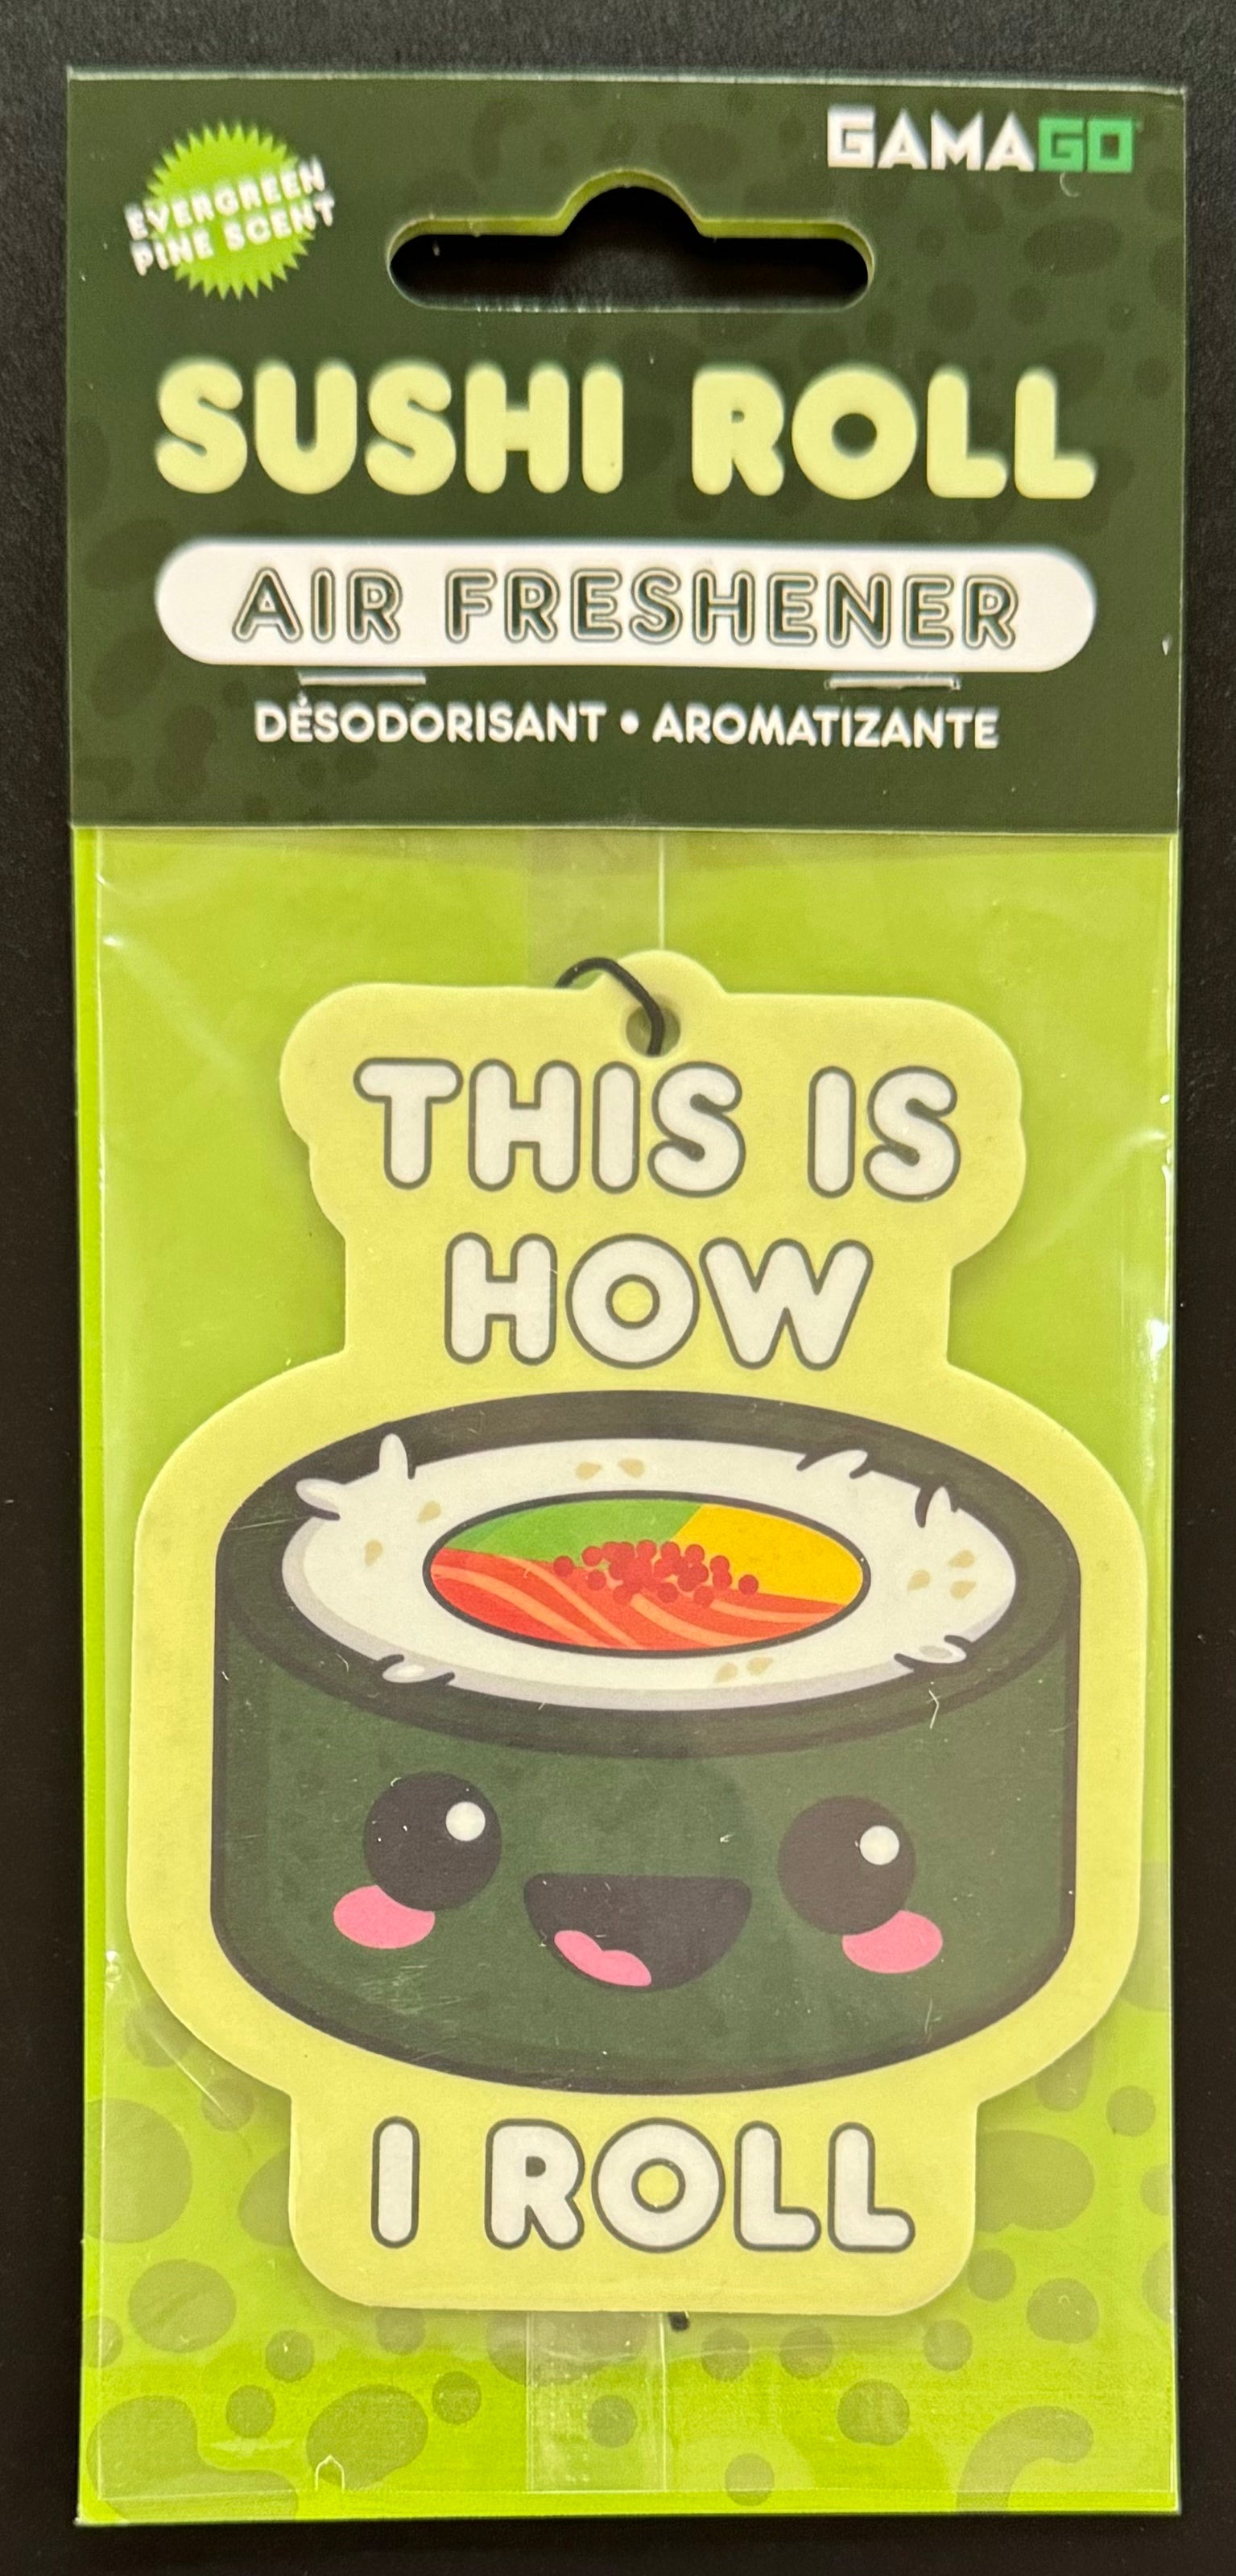 EVERGREEN
PINE SCENT
GAMAGO
SUSHI ROLL
AIR FRESHENER
DÉSODORISANT • AROMATIZANTE
THIS IS
HOW
I ROLL